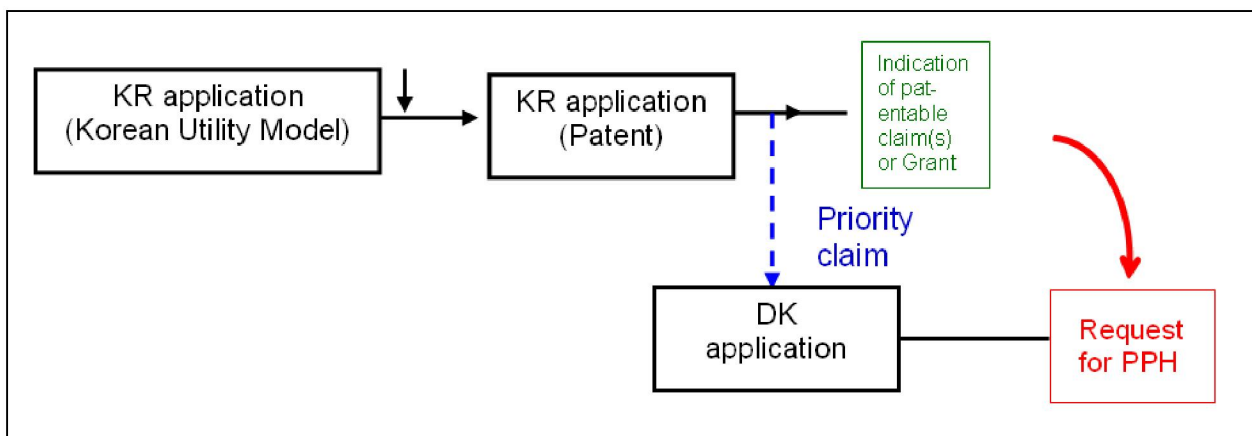 KR application
(Korean Utility Model)
KR application
(Patent)
Indication
of pat-
entable
claim(s)
or Grant
Priority
claim
DK
application
Request
for PPH